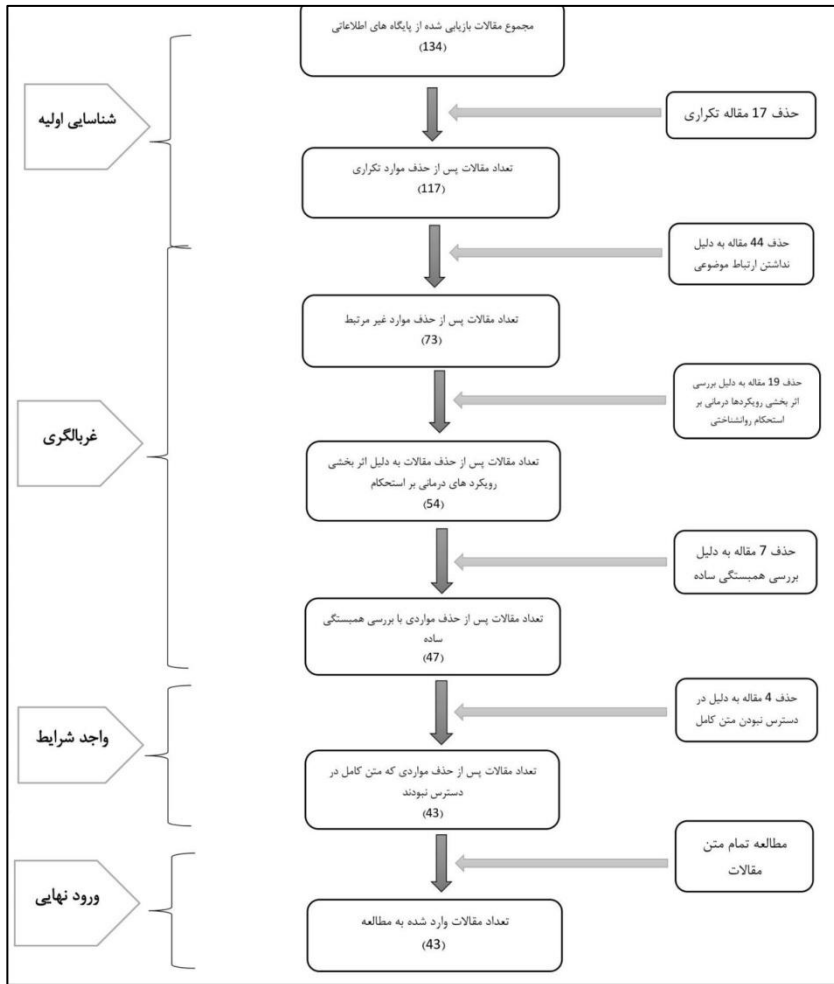 مجموع مقالات بازیابی شده از پایگاه های اطلاعاتی
(134)
شناسایی اولیه
حذف 17 مقاله تکراری
تعداد مقالات پس از حذف موارد تکراری
(117)
حذف 44 مقاله به دلیل
نداشتن ارتباط موضوعی
تعداد مقالات پس از حذف موارد غیر مرتبط
(73)
غربالگری
حذف 19 مقاله به دلیل بررسی
اثر بخشی رویکردها درمانی بر
استحکام روانشناختی
تعداد مقالات پس از حذف مقالات به دلیل اثر بخشی
رویکرد های درمانی بر استحکام
(54)
حذف 7 مقاله به دلیل
بررسی همبستگی ساده
تعداد مقالات پس از حذف مواردی با بررسی همبستگی
ساده
(47)
واجد شرایط
حذف 4 مقاله به دلیل در
دسترس نبودن متن کامل
تعداد مقالات پس از حذف مواردی که متن کامل در
دسترس نبودند
(43)
ورود نهایی
مطالعه تمام متن
مقالات
تعداد مقالات وارد شده به مطالعه
(43)